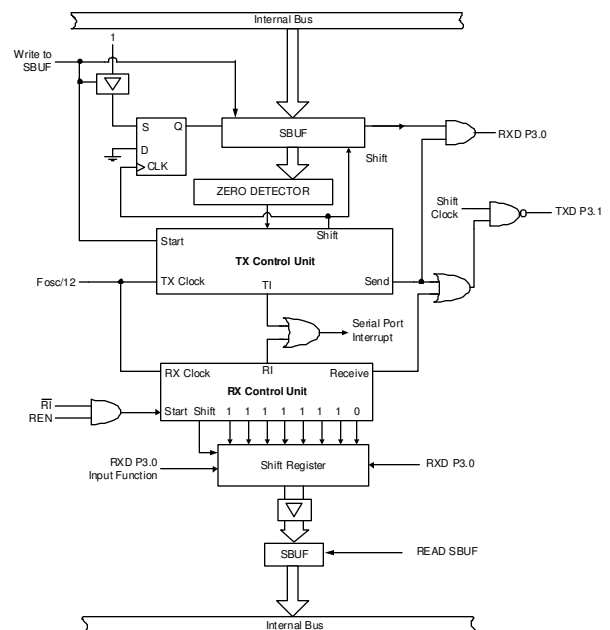 Internal Bus
1
Write to
SBUF
S Q
D
CLK
SBUF
RXD P3.0
Shift
ZERO DETECTOR
Shift
Clock
TXD P3.1
Start
Shift
TX Control Unit
Fosc/12
TX Clock
TI
Send
Serial Port
Interrupt
RX Clock
RI
Receive
RX Control Unit
RI
REN
Start Shift 1 1 1 1 1 1 1 0
RXD P3.0
Input Function
Shift Register
RXD P3.0
SBUF
READ SBUF
Internal Bus